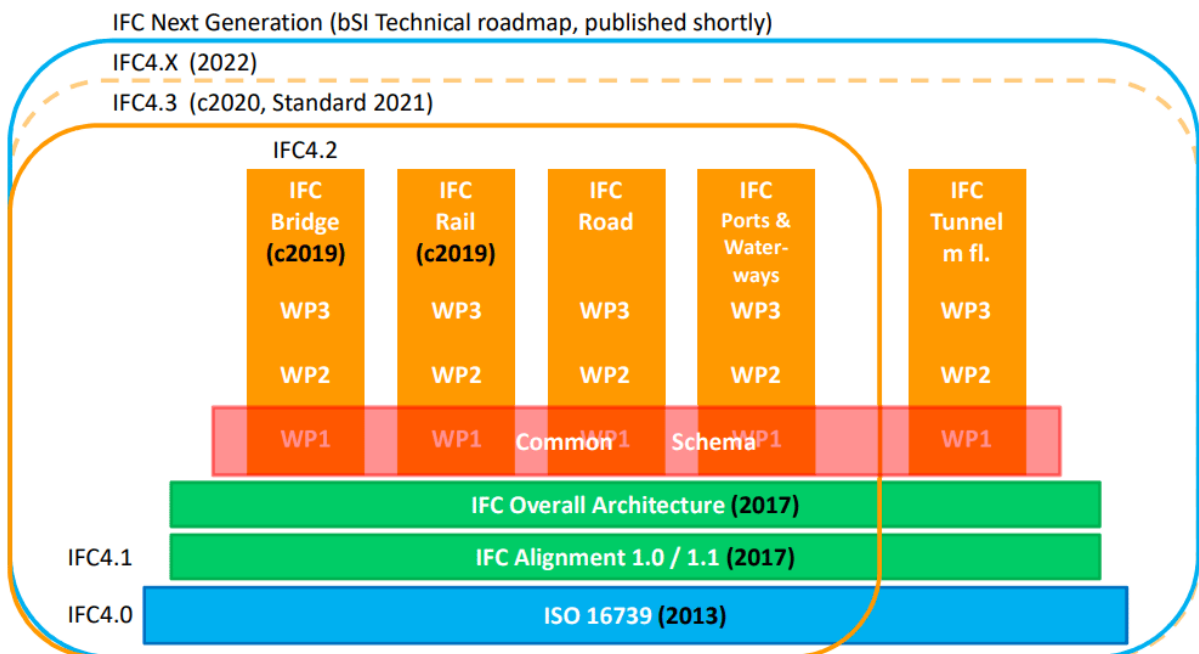 IFC Next Generation (bSI Technical roadmap, published shortly)
IFC4.X (2022)
IFC4.3 (c2020, Standard 2021)
IFC4.2
IFC
Bridge
(c2019)
WP3
WP2
WP1
IFC
Rail
(c2019)
WP3
WP2
WP1
IFC
Road
WP3
WP2
WP1
IFC
Ports &
Water-
ways
WP3
WP2
WP1
IFC
Tunnel
m fl.
WP3
WP2
WP1
Common Schema
IFC Overall Architecture (2017)
IFC4.1
IFC Alignment 1.0 / 1.1 (2017)
IFC4.0
ISO 16739 (2013)